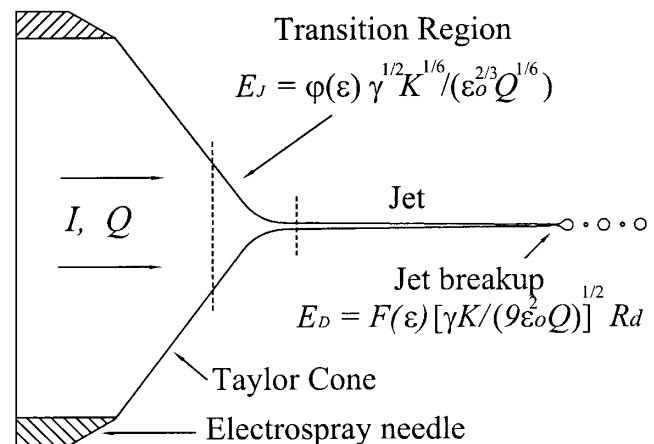 Transition Region
E_J = φ(ε) γ^{1/2} K^{1/6}/(ε_o^{2/3} Q^{1/6})
I, Q
Jet
Jet breakup
E_D = F(ε) [γK/(9ε_o^2 Q)]^{1/2} R_d
Taylor Cone
Electrospray needle